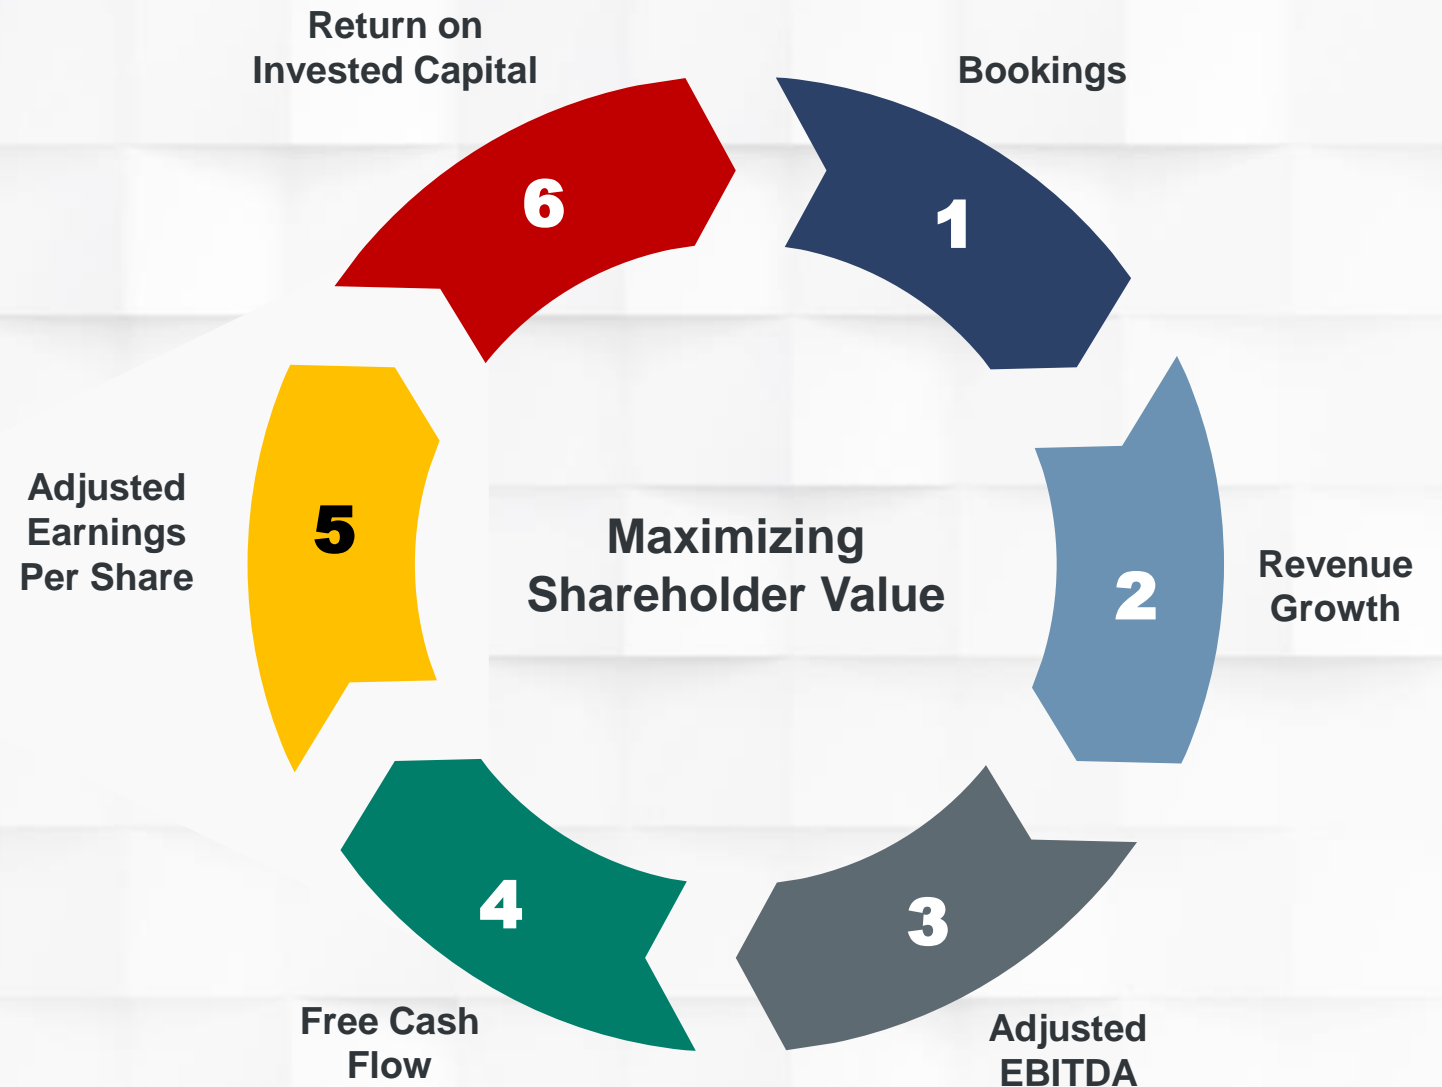 Return on
Invested Capital
Bookings
6
1
Adjusted
Earnings
Per Share
5
Maximizing
Shareholder Value
2
Revenue
Growth
4
3
Free Cash
Flow
Adjusted
EBITDA